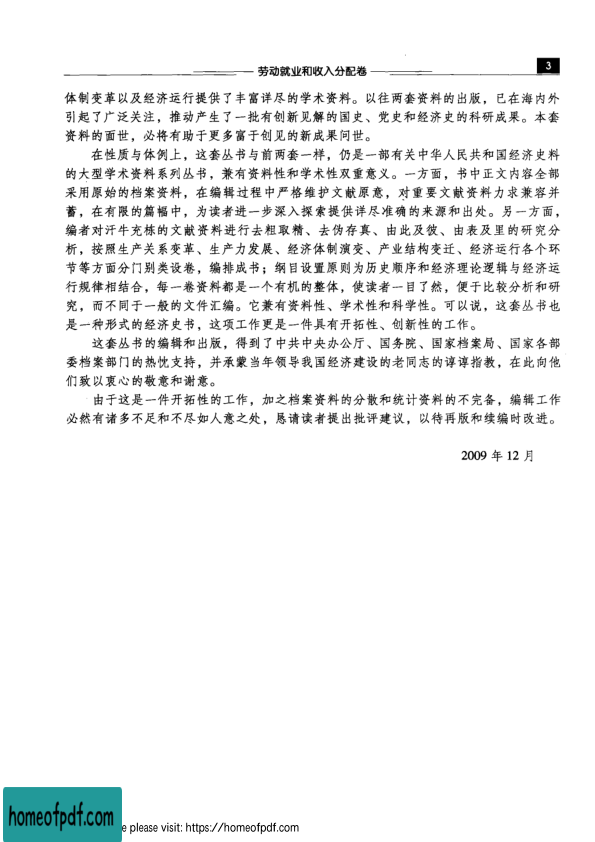 劳动就业和收入分配卷
3
体制变革以及经济运行提供了丰富详尽的学术资料。以往两套资料的出版，已在海内外
引起了广泛关注，推动产生了一批有创新见解的国史、党史和经济史的科研成果。本套
资料的面世，必将有助于更多富于创见的新成果问世。
在性质与体例上，这套丛书与前两套一样，仍是一部有关中华人民共和国经济史料
的大型学术资料系列丛书，兼有资料性和学术性双重意义。一方面，书中正文内容全部
采用原始的档案资料，在编辑过程中严格维护文献原意，对重要文献资料力求兼容并
蓄，在有限的篇幅中，为读者进一步深入探索提供详尽准确的来源和出处。另一方面，
编者对汗牛充栋的文献资料进行去粗取精、去伪存真、由此及彼、由表及里的研究分
析，按照生产关系变革、生产力发展、经济体制演变、产业结构变迁、经济运行各个环
节等方面分门别类设卷，编排成书；纲目设置原则为历史顺序和经济理论逻辑与经济运
行规律相结合，每一卷资料都是一个有机的整体，使读者一目了然，便于比较分析和研
究，而不同于一般的文件汇编。它兼有资料性、学术性和科学性。可以说，这套丛书也
是一种形式的经济史书，这项工作更是一件具有开拓性、创新性的工作。
这套丛书的编辑和出版，得到了中共中央办公厅、国务院、国家档案局、国家各部
委档案部门的热忱支持，并承蒙当年领导我国经济建设的老同志的谆谆指教，在此向他
们致以衷心的敬意和谢意。
由于这是一件开拓性的工作，加之档案资料的分散和统计资料的不完备，编辑工作
必然有诸多不足和不尽如人意之处，恳请读者提出批评建议，以待再版和续编时改进。
2009 年 12 月
homeofpdf.com
e please visit: https://homeofpdf.com